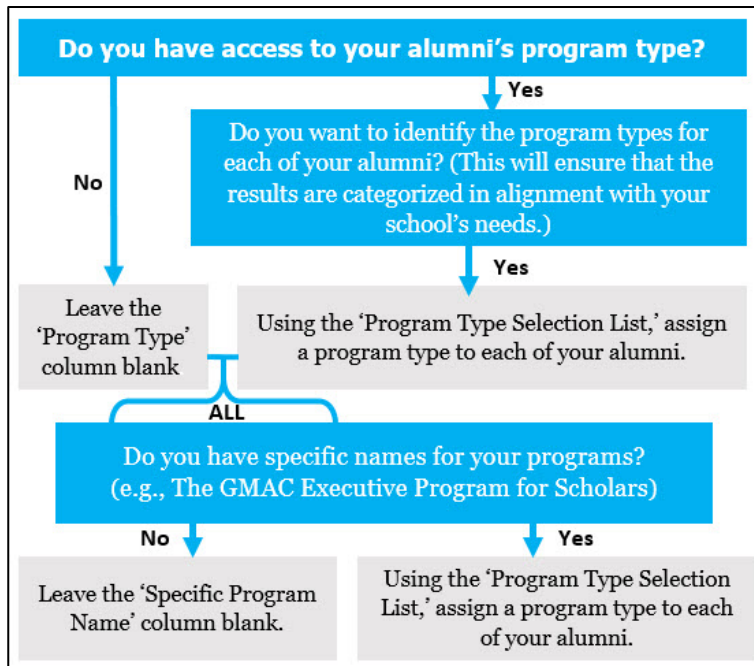 Do you have access to your alumni’s program type?
Yes
No
Do you want to identify the program types for
each of your alumni? (This will ensure that the
results are categorized in alignment with your
school’s needs.)
Yes
Leave the
‘Program Type’
column blank
Using the ‘Program Type Selection List,’ assign
a program type to each of your alumni.
ALL
Do you have specific names for your programs?
(e.g., The GMAC Executive Program for Scholars)
No
Yes
Leave the ‘Specific Program
Name’ column blank.
Using the ‘Program Type Selection
List,’ assign a program type to each
of your alumni.